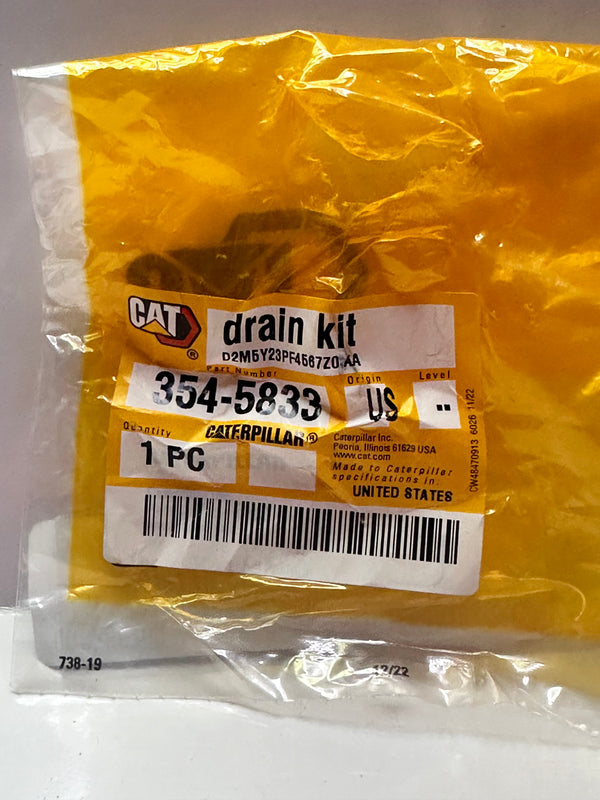 CAT
®
drain kit
D2M5Y23PF4567Z0XAA
Part Number
Origin
Level
354-5833
US
--
Quantity
CATERPILLAR®
1 PC
Caterpillar Inc.
Peoria, Illinois 61629 USA
www.cat.com
Made to Caterpillar
specifications in.
UNITED STATES
CW48470913 6026 11/22
738-19
12/22